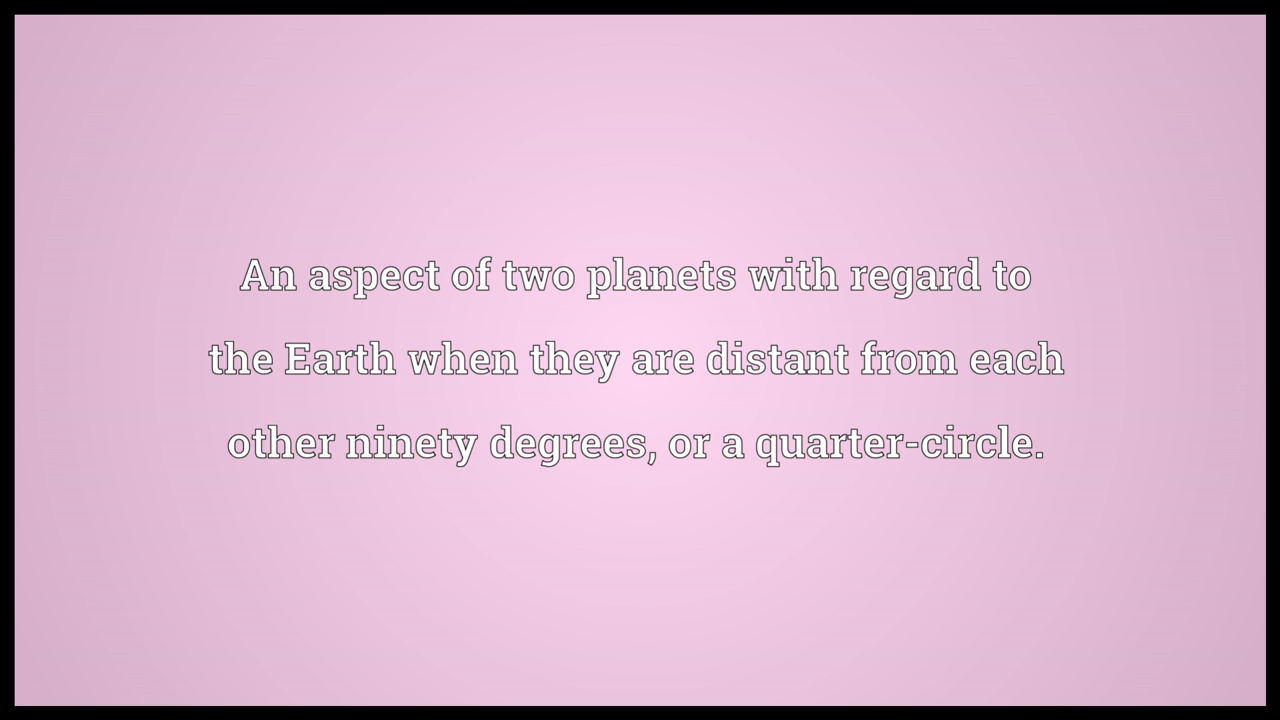 An aspect of two planets with regard to
the Earth when they are distant from each
other ninety degrees, or a quarter-circle.